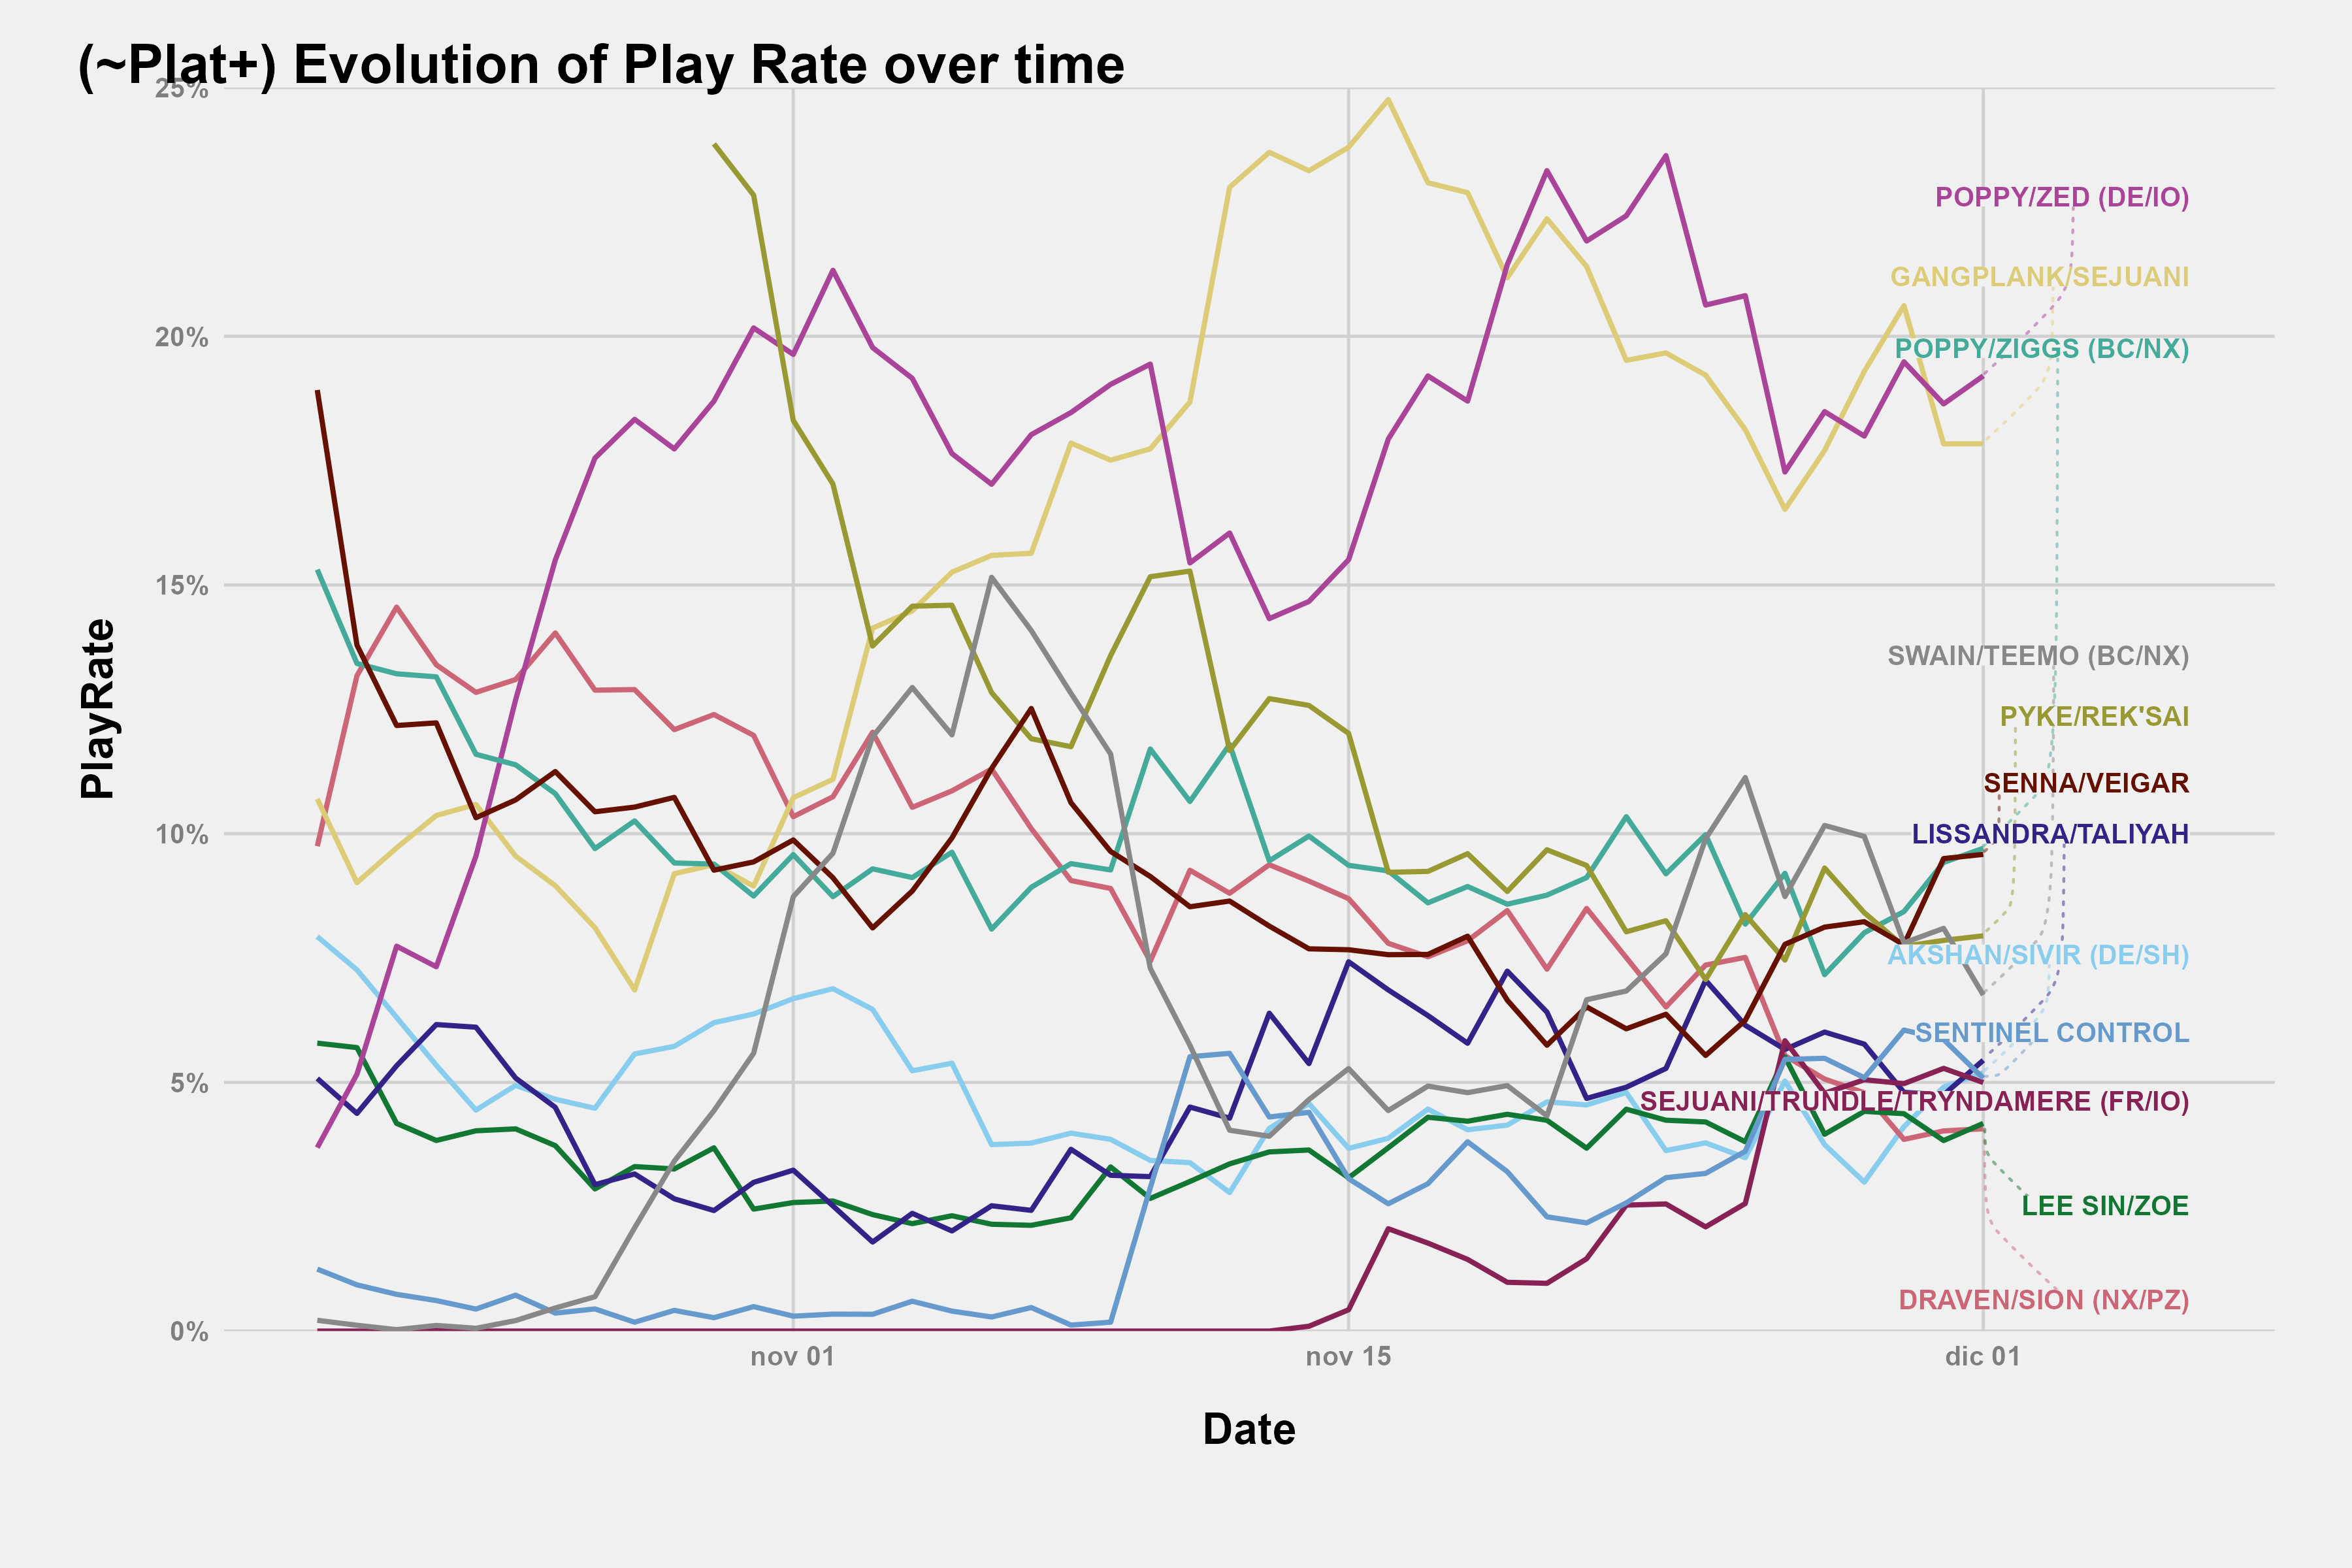 (~Plat+) Evolution of Play Rate over time
25%
20%
15%
10%
5%
0%
PlayRate
POPPY/ZED (DE/IO)
GANGPLANK/SEJUANI
POPPY/ZIGGS (BC/NX)
SWAIN/TEEMO (BC/NX)
PYKE/REK'SAI
SENNA/VEIGAR
LISSANDRA/TALIYAH
AKSHAN/SIVIR (DE/SH)
SENTINEL CONTROL
SEJUANI/TRUNDLE/TRYNDAMERE (FR/IO)
LEE SIN/ZOE
DRAVEN/SION (NX/PZ)
nov 01
nov 15
dic 01
Date